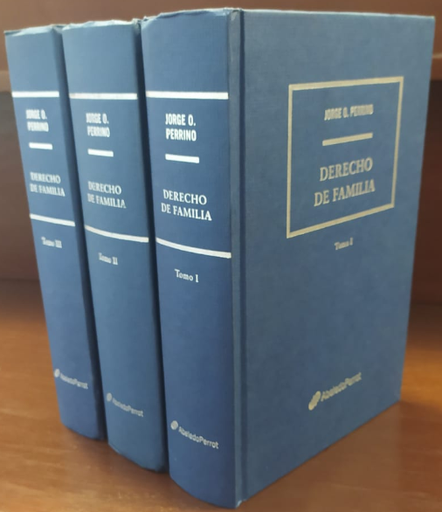 JORGE O.
PERRINO
DERECHO
DE FAMILIA
Tomo III
AbeledoPerrot
JORGE O.
PERRINO
DERECHO
DE FAMILIA
Tomo II
AbeledoPerrot
JORGE O.
PERRINO
DERECHO
DE FAMILIA
Tomo I
AbeledoPerrot
JORGE O. PERRINO
DERECHO
DE FAMILIA
Tomo I
AbeledoPerrot